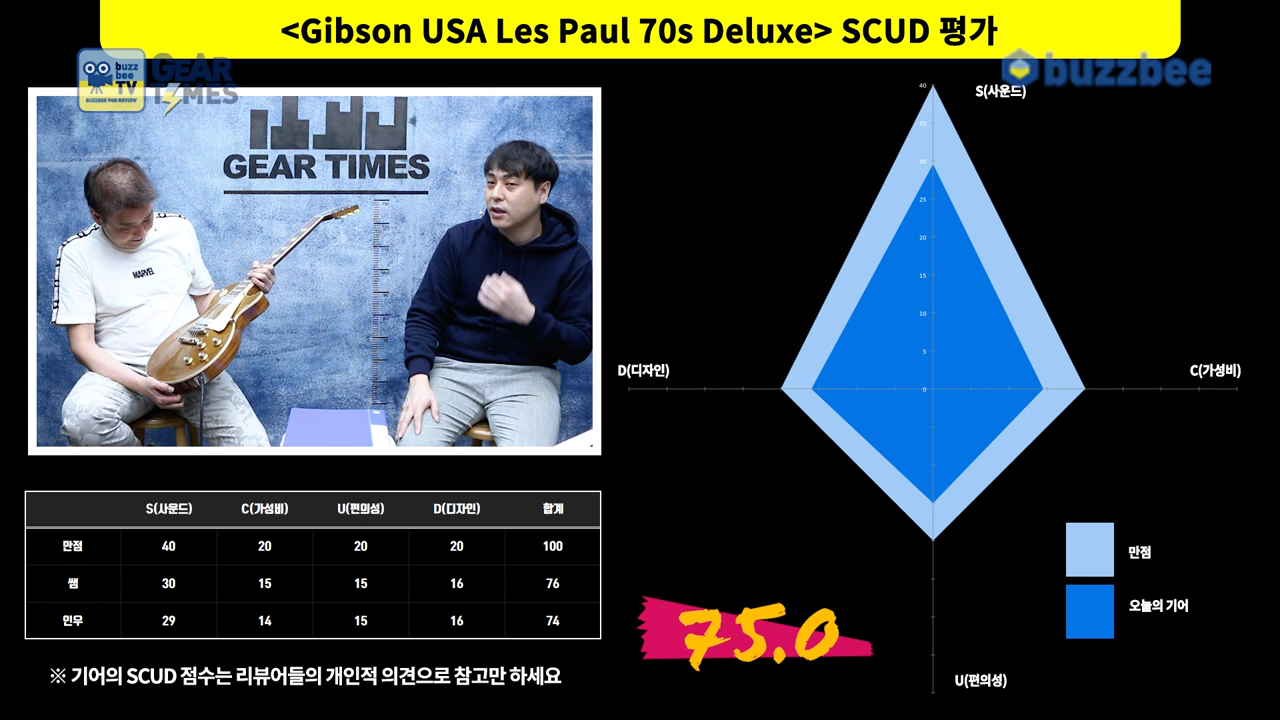 <Gibson USA Les Paul 70s Deluxe> SCUD 평가
buzz bee TV
BUZZBEE VOD REVIEW
GEAR TIMES
buzzbee
GEAR TIMES
MARVEL
S(사운드)
40
35
30
25
20
15
10
5
0
D(디자인)
C(가성비)
U(편의성)
만점
오늘의 기어
S(사운드) C(가성비) U(편의성) D(디자인) 합계
만점 40 20 20 20 100
쌤 30 15 15 16 76
민우 29 14 15 16 74
75.0
※ 기어의 SCUD 점수는 리뷰어들의 개인적 의견으로 참고만 하세요